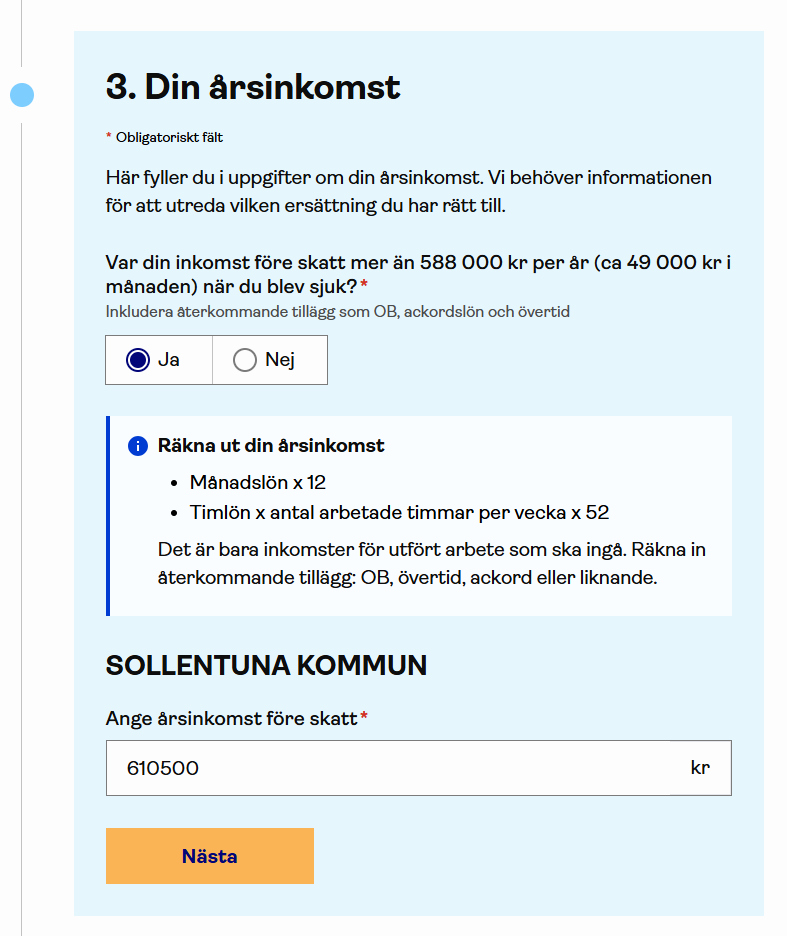 3. Din årsinkomst
* Obligatoriskt fält
Här fyller du i uppgifter om din årsinkomst. Vi behöver informationen
för att utreda vilken ersättning du har rätt till.
Var din inkomst före skatt mer än 588 000 kr per år (ca 49 000 kr i
månaden) när du blev sjuk?*
Inkludera återkommande tillägg som OB, ackordslön och övertid
Ja Nej
Räkna ut din årsinkomst
• Månadslön x 12
• Timlön x antal arbetade timmar per vecka x 52
Det är bara inkomster för utfört arbete som ska ingå. Räkna in
återkommande tillägg: OB, övertid, ackord eller liknande.
SOLLENTUNA KOMMUN
Ange årsinkomst före skatt*
610500 kr
Nästa